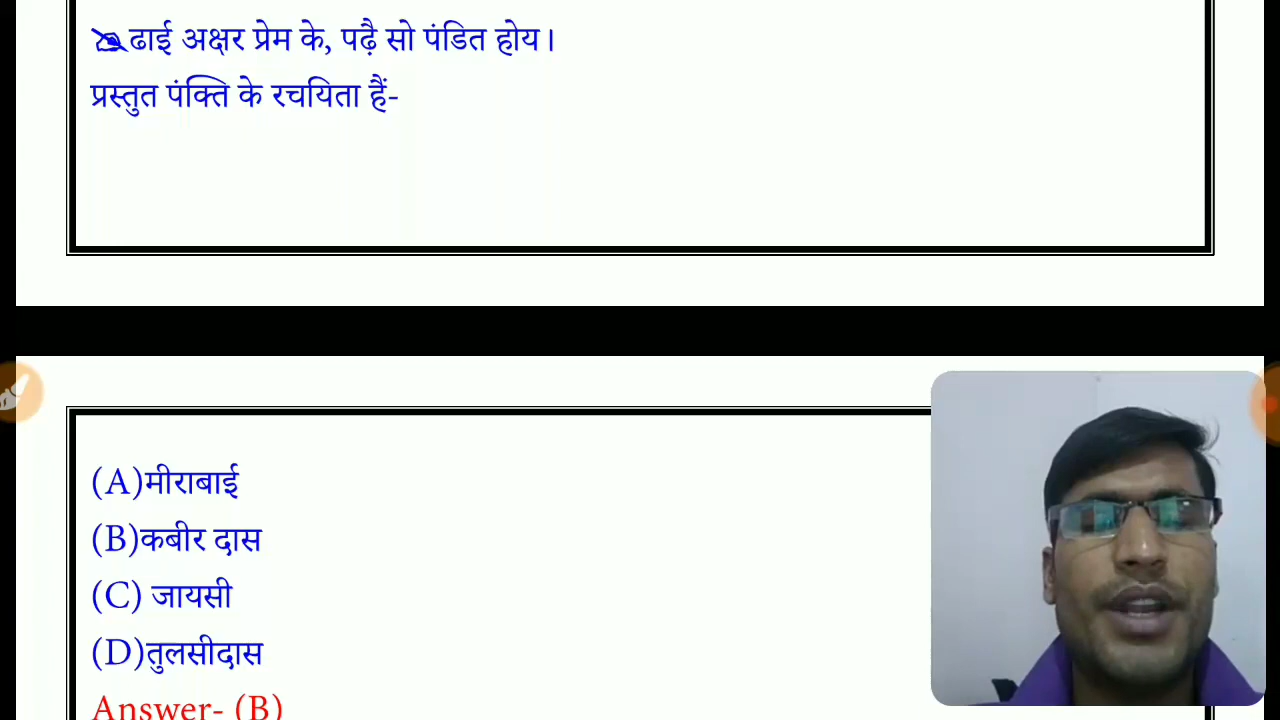 ढाई अक्षर प्रेम के, पढ़ै सो पंडित होय।
प्रस्तुत पंक्ति के रचयिता हैं-
(A)मीराबाई
(B)कबीर दास
(C) जायसी
(D)तुलसीदास
Answer- (B)